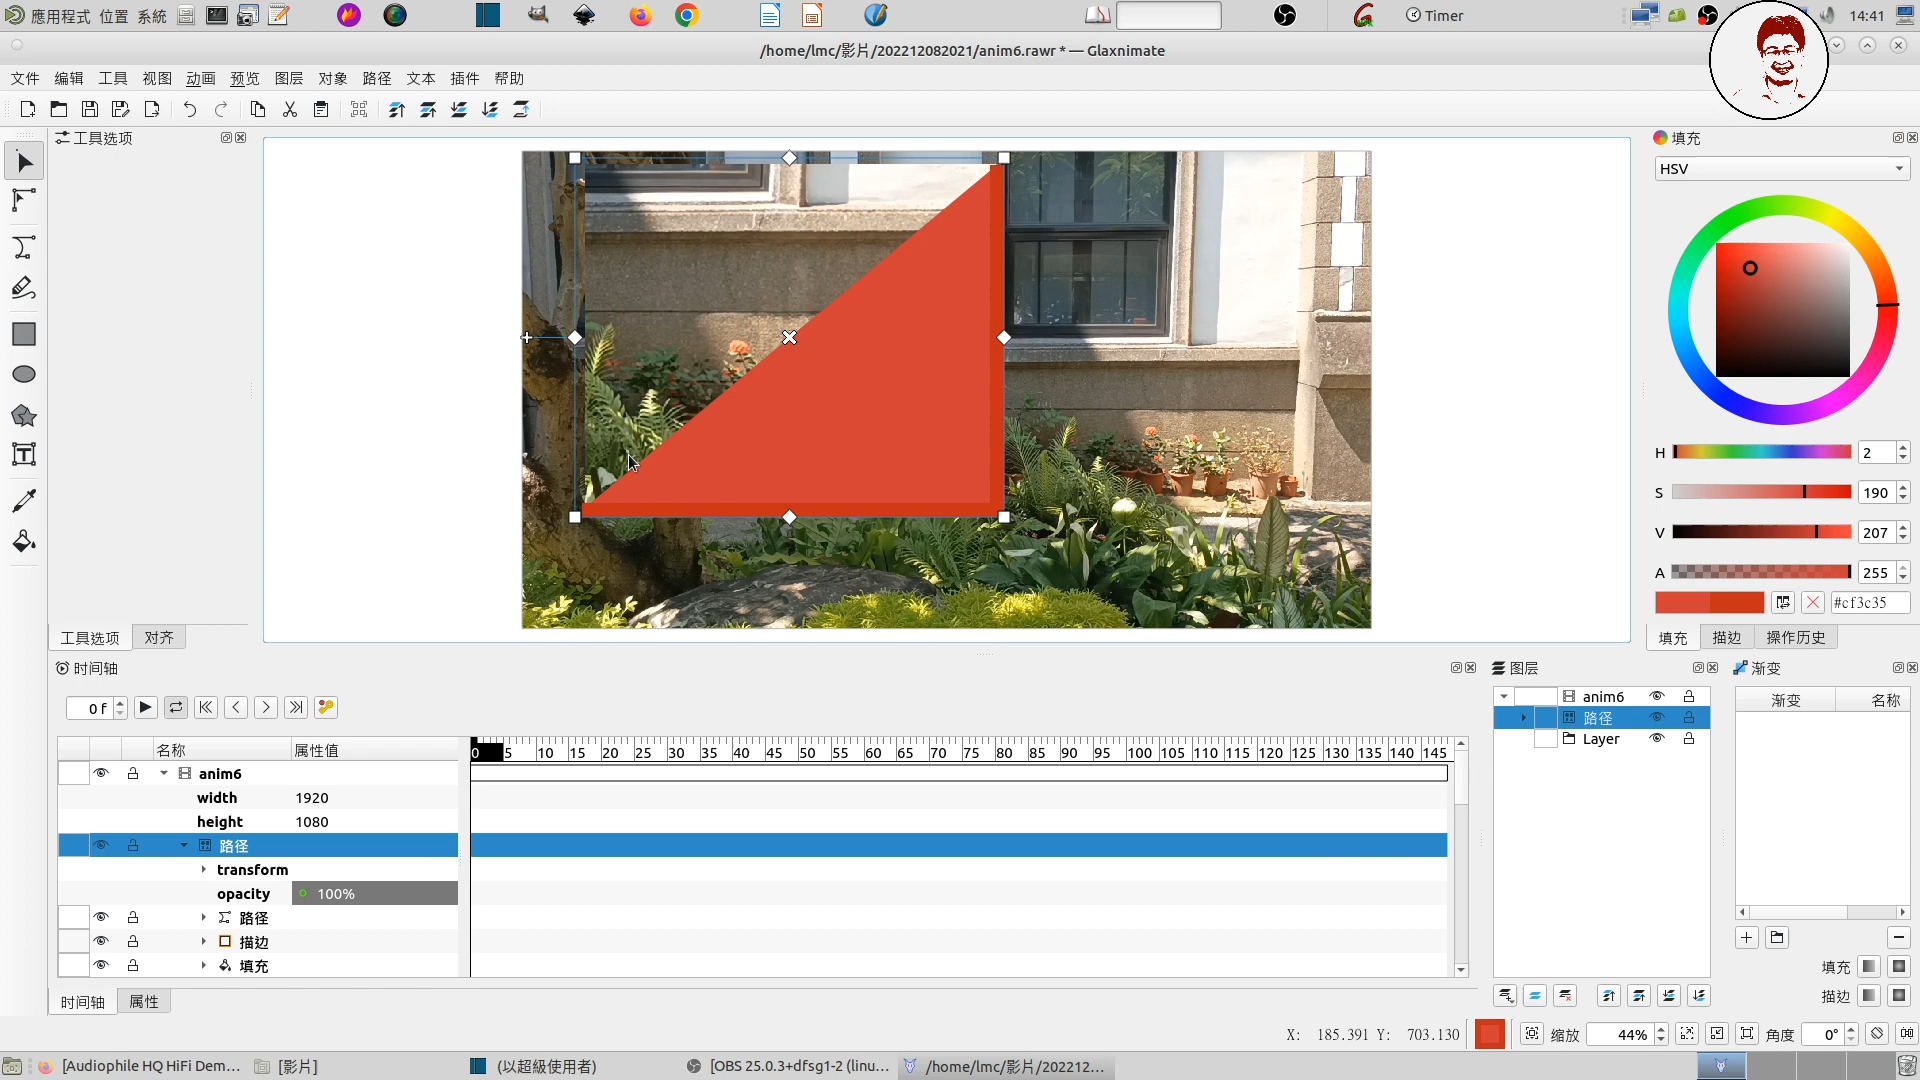 應用程式 位置 系統
Timer
14:41
/home/lmc/影片/202212082021/anim6.rawr * — Glaxnimate
文件 编辑 工具 视图 动画 预览 图层 对象 路径 文本 插件 帮助
工具选项
填充
HSV
H 2
S 190
V 207
A 255
#cf3c35
工具选项 对齐
填充 描边 操作历史
时间轴
图层
渐变
0 f
anim6
路径
Layer
渐变 名称
名称 属性值
0 5 10 15 20 25 30 35 40 45 50 55 60 65 70 75 80 85 90 95 100 105 110 115 120 125 130 135 140 145
anim6
width 1920
height 1080
路径
transform
opacity 100%
路径
描边
填充
填充
描边
时间轴 属性
X: 185.391 Y: 703.130
缩放 44%
角度 0°
[Audiophile HQ HiFi Dem...
[影片]
(以超級使用者)
[OBS 25.0.3+dfsg1-2 (linu...
/home/lmc/影片/202212...